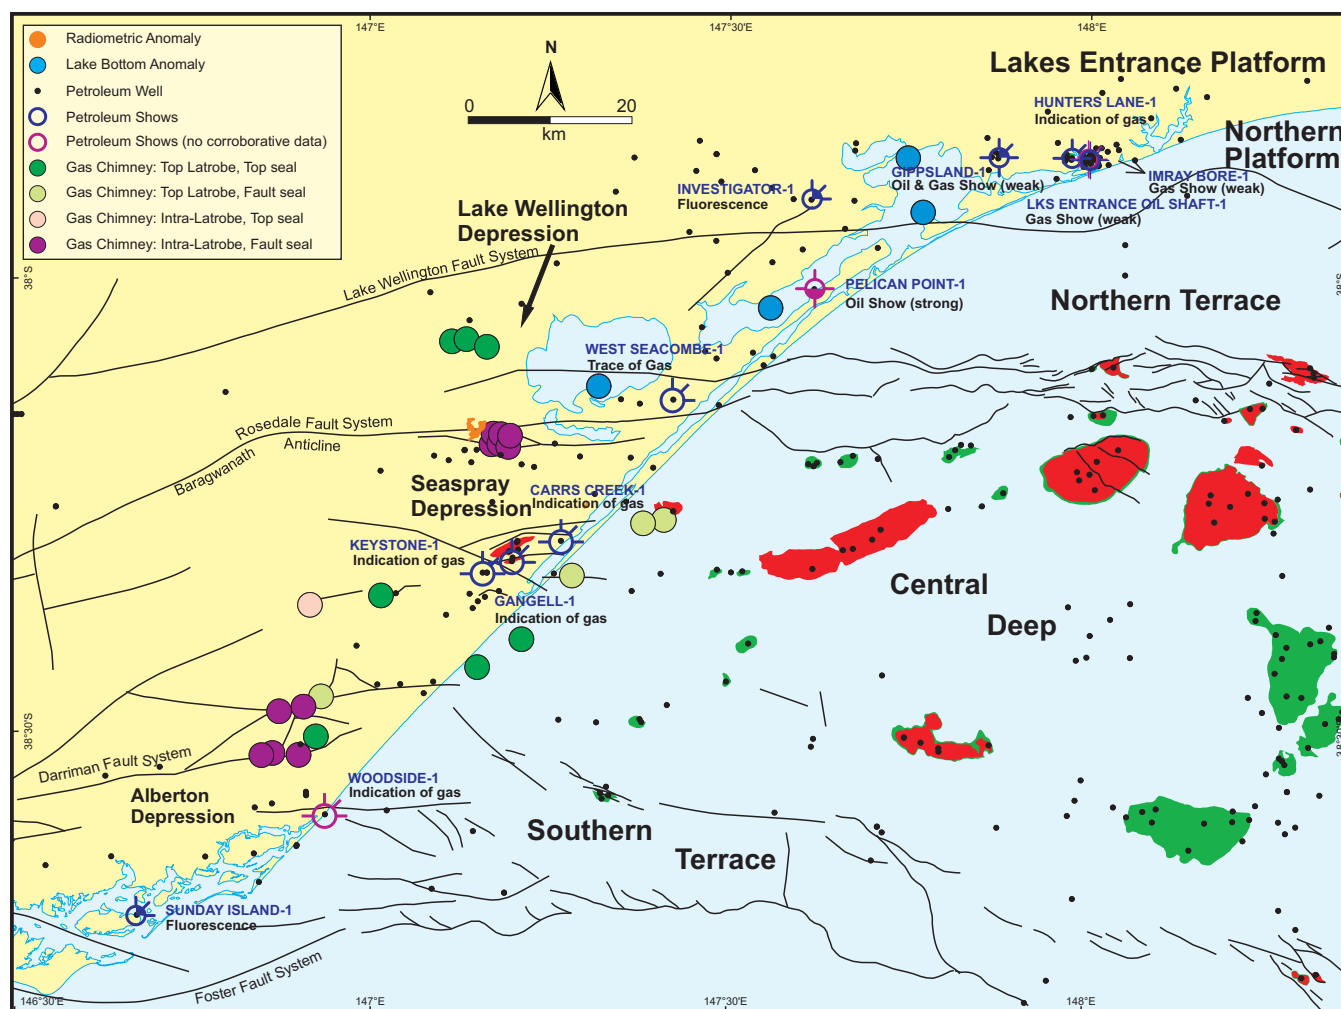 147°E
147°30'E
148°E
Radiometric Anomaly
Lake Bottom Anomaly
Petroleum Well
Petroleum Shows
Petroleum Shows (no corroborative data)
Gas Chimney: Top Latrobe, Top seal
Gas Chimney: Top Latrobe, Fault seal
Gas Chimney: Intra-Latrobe, Top seal
Gas Chimney: Intra-Latrobe, Fault seal
N
0
20
km
Lakes Entrance Platform
HUNTERS LANE-1
Indication of gas
Northern
Platform
IMRAY BORE-1
Gas Show (weak)
GIPPSLAND-1
Oil & Gas Show (weak)
LKS ENTRANCE OIL SHAFT-1
Gas Show (weak)
INVESTIGATOR-1
Fluorescence
Lake Wellington
Depression
Lake Wellington Fault System
38°S
38°S
PELICAN POINT-1
Oil Show (strong)
Northern Terrace
WEST SEACOMBE-1
Trace of Gas
Rosedale Fault System
Baragwanath
Anticline
Seaspray
Depression
CARRS CREEK-1
Indication of gas
KEYSTONE-1
Indication of gas
GANGELL-1
Indication of gas
Central
Deep
38°30'S
38°30'S
Darriman Fault System
Alberton
Depression
WOODSIDE-1
Indication of gas
Southern
Terrace
SUNDAY ISLAND-1
Fluorescence
Foster Fault System
146°30'E
147°E
147°30'E
148°E